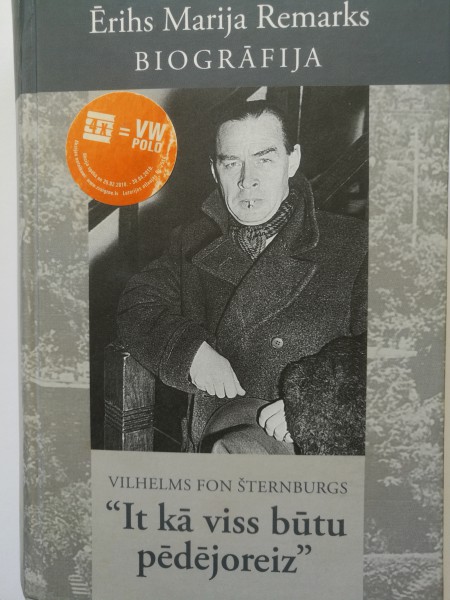 Ērihs Marija Remarks
BIOGRĀFIJA
= VW
POLO
VILHELMS FON ŠTERNBURGS
“It kā viss būtu
pēdējoreiz”